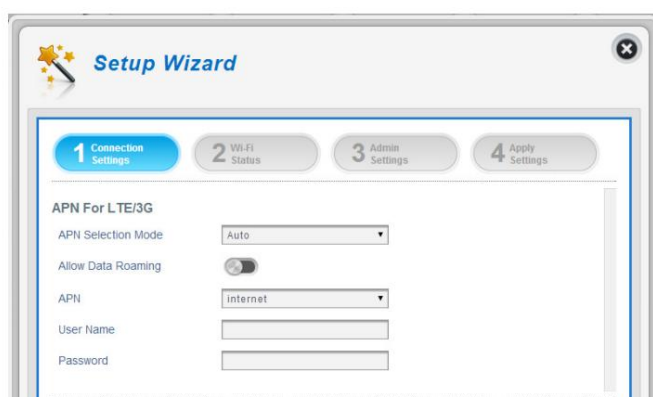 Setup Wizard
1 Connection Settings
2 Wi-Fi Status
3 Admin Settings
4 Apply Settings
APN For LTE/3G
APN Selection Mode
Auto
Allow Data Roaming
APN
internet
User Name
Password